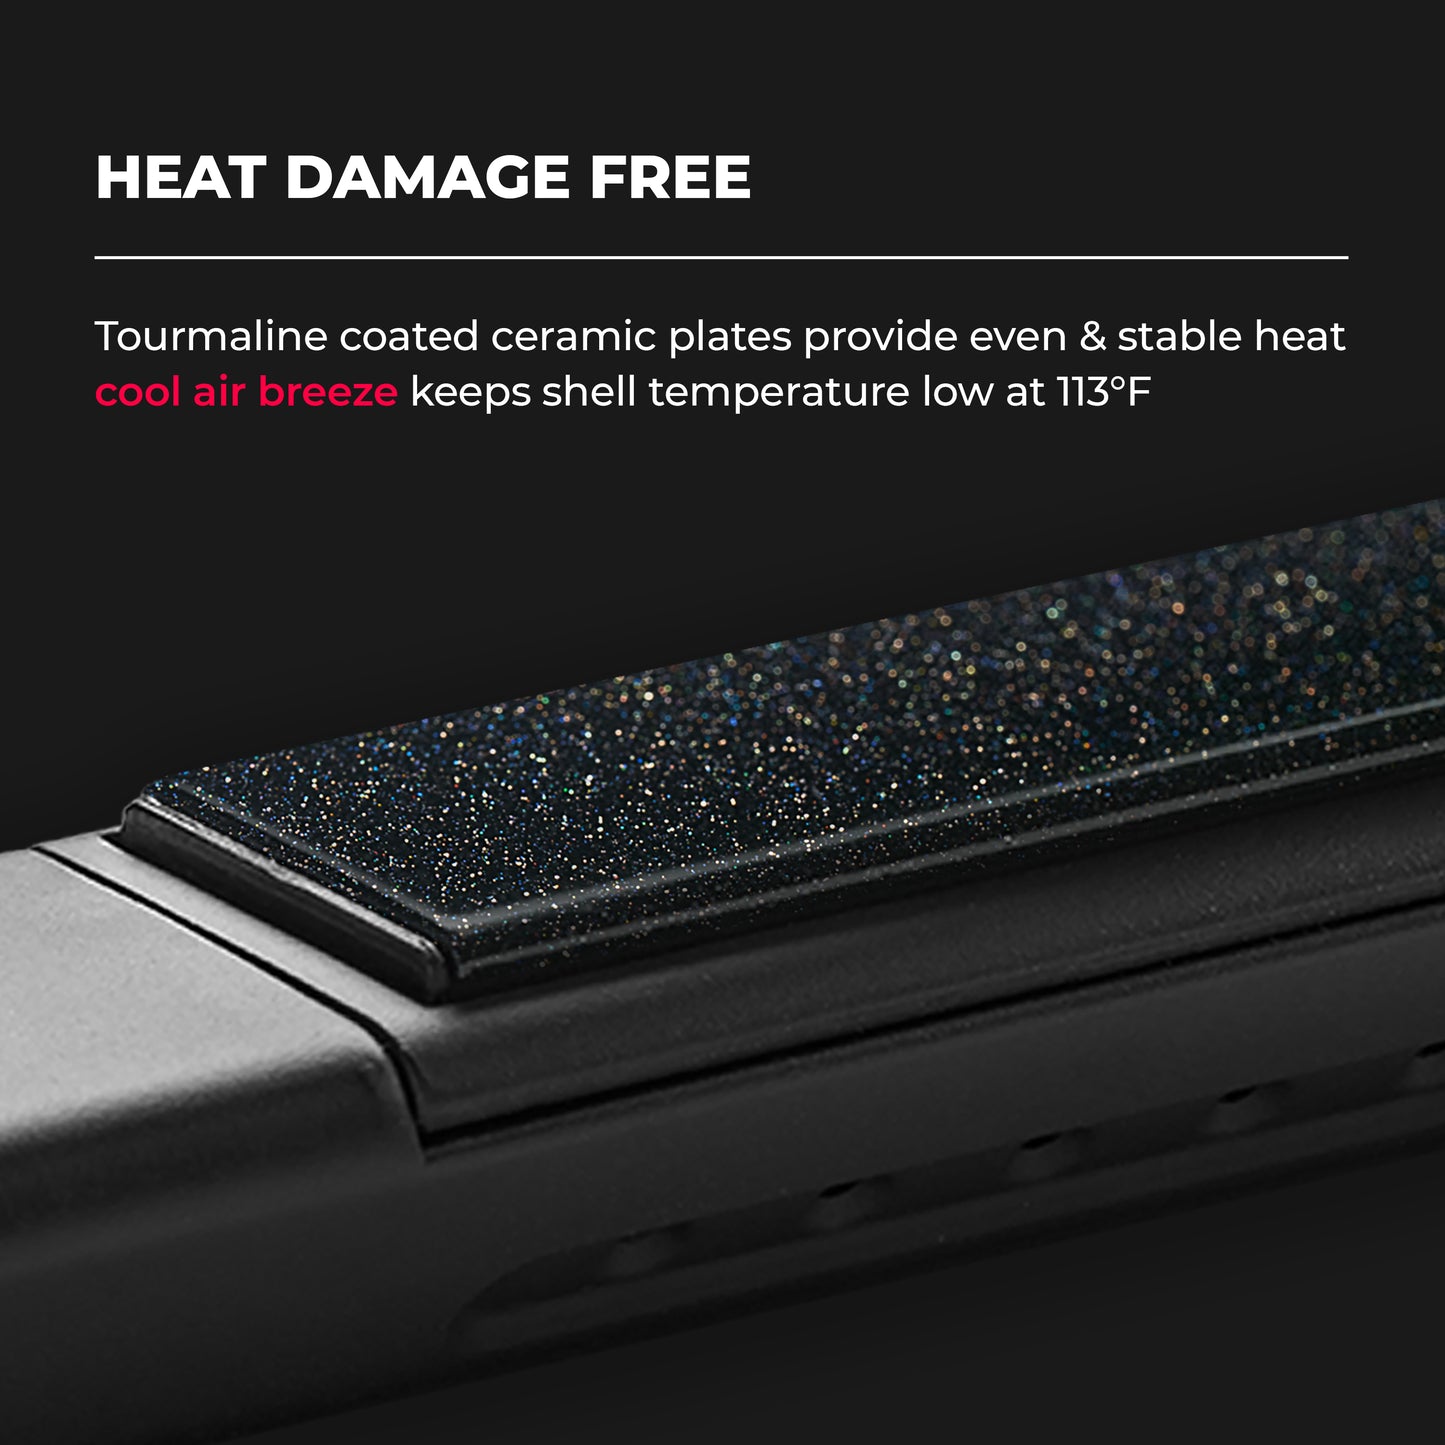 HEAT DAMAGE FREE
Tourmaline coated ceramic plates provide even & stable heat
cool air breeze keeps shell temperature low at 113°F